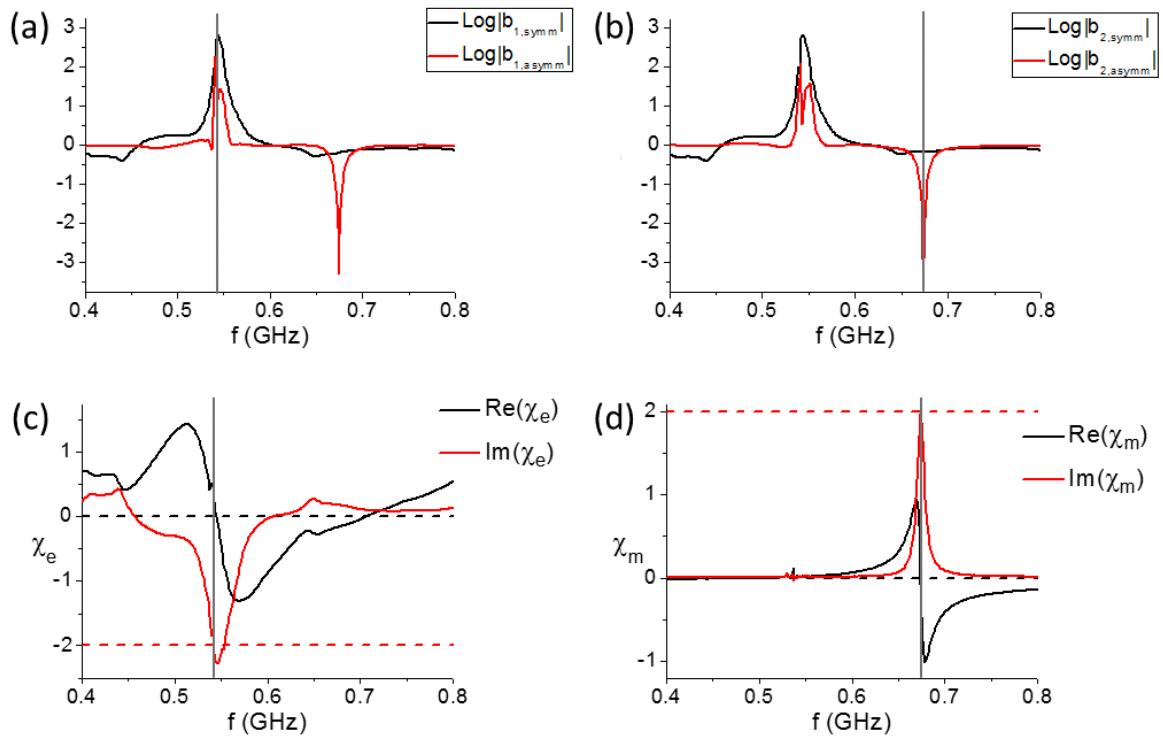 (a)
Log|b1,symm|
Log|b1,asymm|
3
2
1
0
-1
-2
-3
0.4 0.5 0.6 0.7 0.8
f (GHz)
(b)
Log|b2,symm|
Log|b2,asymm|
3
2
1
0
-1
-2
-3
0.4 0.5 0.6 0.7 0.8
f (GHz)
(c)
Re(χe)
Im(χe)
1
0
χe
-1
-2
0.4 0.5 0.6 0.7 0.8
f (GHz)
(d)
Re(χm)
Im(χm)
2
1
χm
0
-1
0.4 0.5 0.6 0.7 0.8
f (GHz)